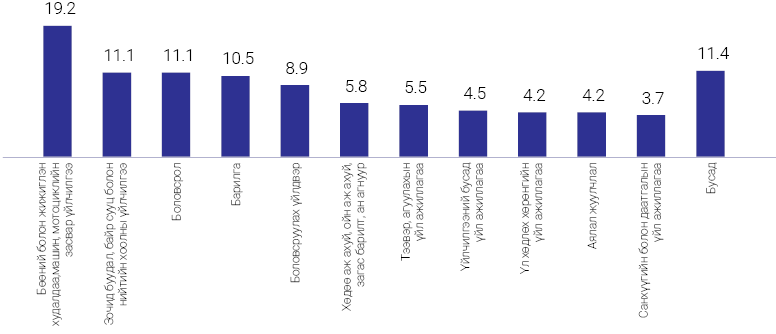 19.2
11.1
11.1
10.5
8.9
5.8
5.5
4.5
4.2
4.2
3.7
11.4
Бөөний болон жижиглэн
худалдаа,машин, мотоциклийн
засвар үйлчилгээ
Зочид буудал, байр сууц болон
нийтийн хоолны үйлчилгээ
Боловсрол
Барилга
Боловсруулах үйлдвэр
Хөдөө аж ахуй, ойн аж ахуй,
загас барилт, ан агнуур
Тээвэр, агуулахын
үйл ажиллагаа
Үйлчилгээний бусад
үйл ажиллагаа
Үл хөдлөх хөрөнгийн
үйл ажиллагаа
Аялал жуулчлал
Санхүүгийн болон даатгалын
үйл ажиллагаа
Бусад